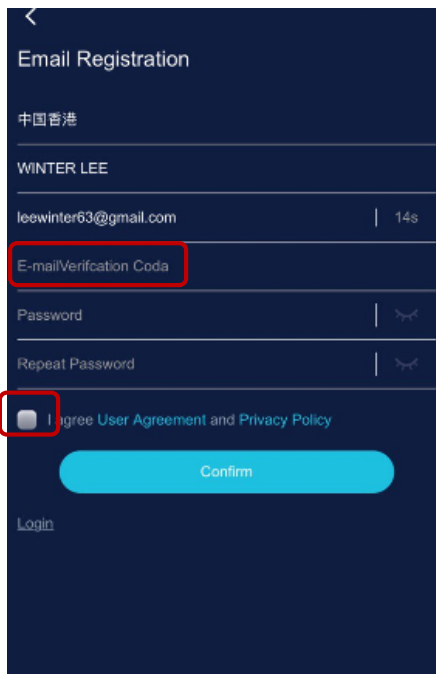 Email Registration
中国香港
WINTER LEE
leewinter63@gmail.com 14s
E-mailVerifcation Coda
Password
Repeat Password
I agree User Agreement and Privacy Policy
Confirm
Login